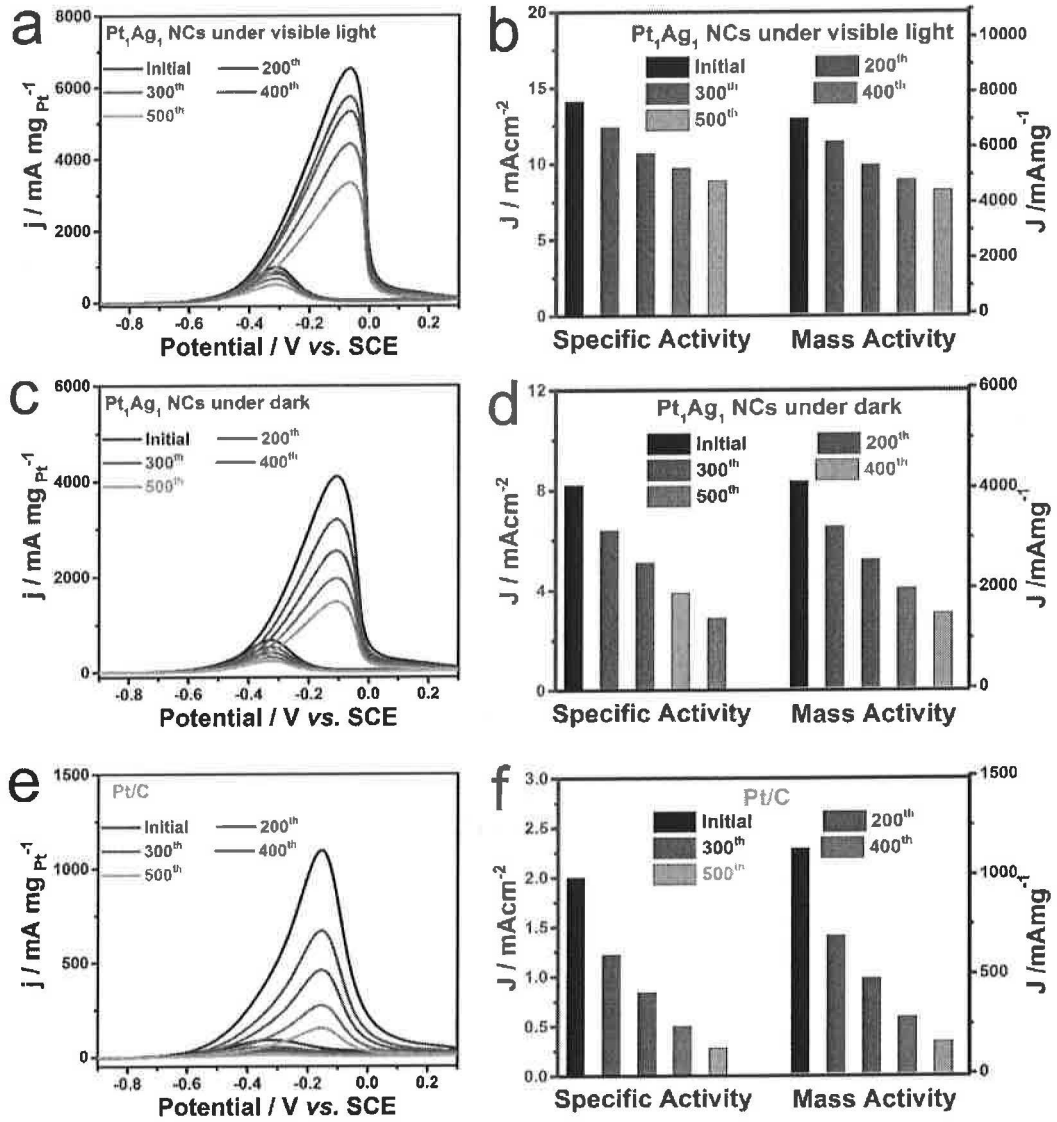 a
8000
6000
4000
2000
0
j / mA mg Pt-1
Pt1Ag1 NCs under visible light
Initial
200th
300th
400th
500th
-0.8 -0.6 -0.4 -0.2 0.0 0.2
Potential / V vs. SCE
b
20
15
10
5
0
J / mAcm-2
Pt1Ag1 NCs under visible light
Initial
200th
300th
400th
500th
10000
8000
6000
4000
2000
0
J /mAmg-1
Specific Activity Mass Activity
c
6000
4000
2000
0
j / mA mg Pt-1
Pt1Ag1 NCs under dark
Initial
200th
300th
400th
500th
-0.8 -0.6 -0.4 -0.2 0.0 0.2
Potential / V vs. SCE
d
12
8
4
0
J / mAcm-2
Pt1Ag1 NCs under dark
Initial
200th
300th
400th
500th
6000
4000
2000
0
J /mAmg-1
Specific Activity Mass Activity
e
1500
1000
500
0
j / mA mg Pt-1
Pt/C
Initial
200th
300th
400th
500th
-0.8 -0.6 -0.4 -0.2 0.0 0.2
Potential / V vs. SCE
f
3.0
2.5
2.0
1.5
1.0
0.5
0.0
J / mAcm-2
Pt/C
Initial
200th
300th
400th
500th
1500
1000
500
0
J /mAmg-1
Specific Activity Mass Activity